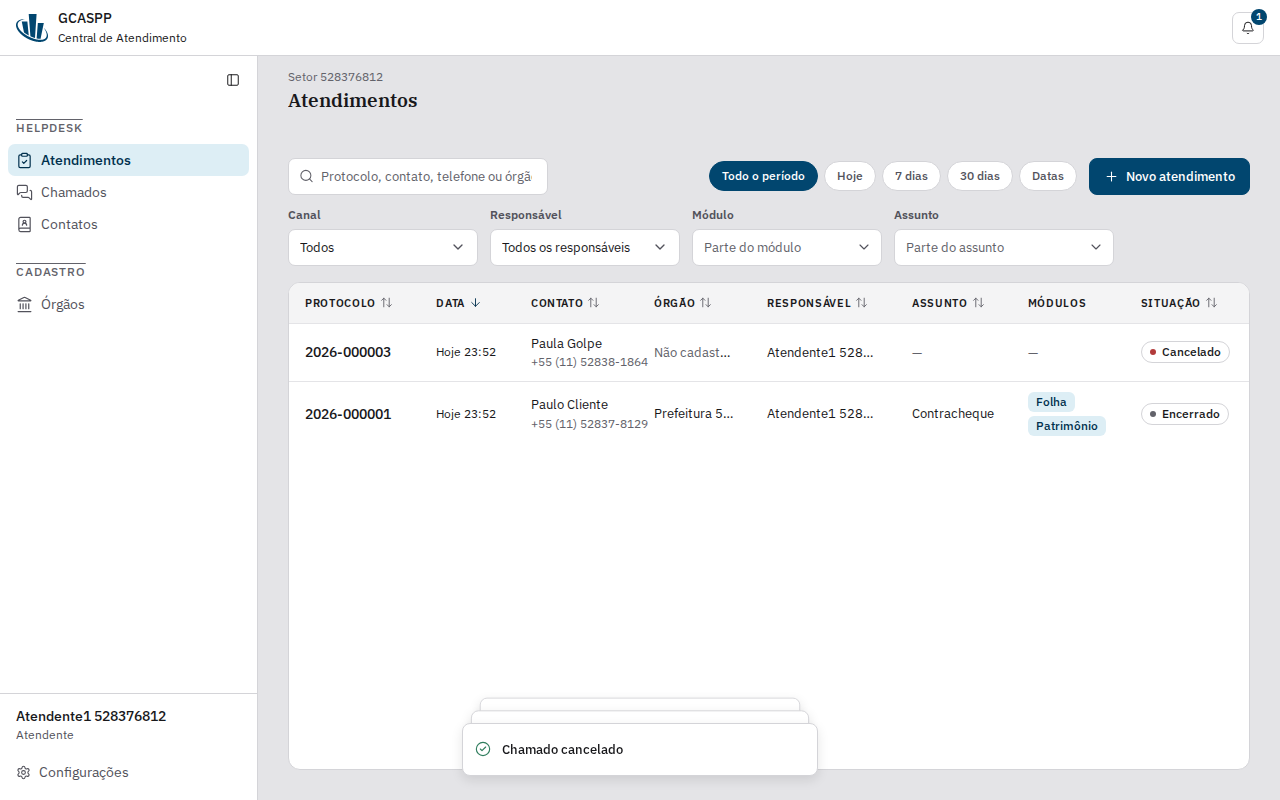 GCASPP
Central de Atendimento
1
HELPDESK
Atendimentos
Chamados
Contatos
CADASTRO
Órgãos
Atendente1 528376812
Atendente
Configurações
Setor 528376812
Atendimentos
Protocolo, contato, telefone ou órgã
Todo o período
Hoje
7 dias
30 dias
Datas
Novo atendimento
Canal
Responsável
Módulo
Assunto
Todos
Todos os responsáveis
Parte do módulo
Parte do assunto
PROTOCOLO DATA CONTATO ÓRGÃO RESPONSÁVEL ASSUNTO MÓDULOS SITUAÇÃO
2026-000003 Hoje 23:52 Paula Golpe Não cadast... Atendente1 528... — — Cancelado
+55 (11) 52838-1864
2026-000001 Hoje 23:52 Paulo Cliente Prefeitura 5... Atendente1 528... Contracheque Folha Encerrado
+55 (11) 52837-8129 Patrimônio
Chamado cancelado